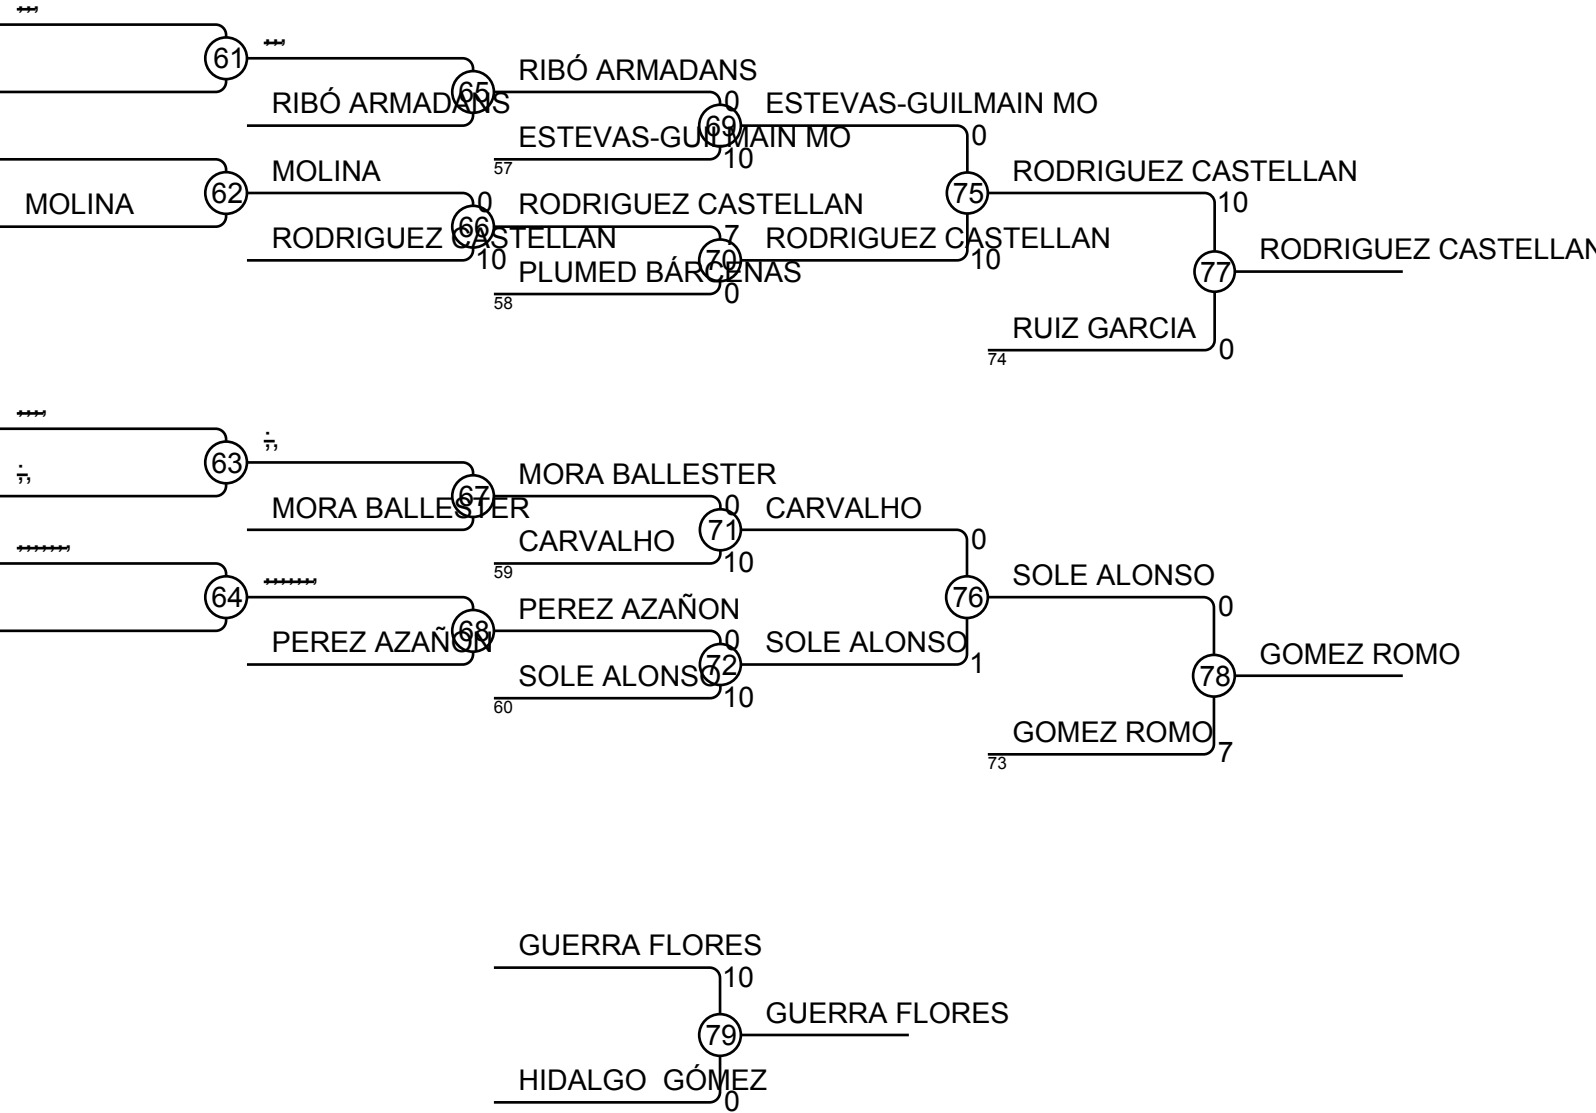 61
RIBÓ ARMADANS
65
RIBÓ ARMADANS
0
ESTEVAS-GUILMAIN MO
57
69
10
ESTEVAS-GUILMAIN MO
0
MOLINA
62
MOLINA
0
RODRIGUEZ CASTELLAN
66
10
RODRIGUEZ CASTELLAN
7
PLUMED BÁRCENAS
58
70
0
RODRIGUEZ CASTELLAN
10
75
RODRIGUEZ CASTELLAN
10
RUIZ GARCIA
74
0
77
RODRIGUEZ CASTELLAN
63
MORA BALLESTER
67
MORA BALLESTER
0
CARVALHO
59
71
10
CARVALHO
0
64
PEREZ AZAÑON
68
PEREZ AZAÑON
0
SOLE ALONSO
60
72
10
SOLE ALONSO
1
76
SOLE ALONSO
0
GOMEZ ROMO
73
7
78
GOMEZ ROMO
GUERRA FLORES
10
79
GUERRA FLORES
HIDALGO  GÓMEZ
0